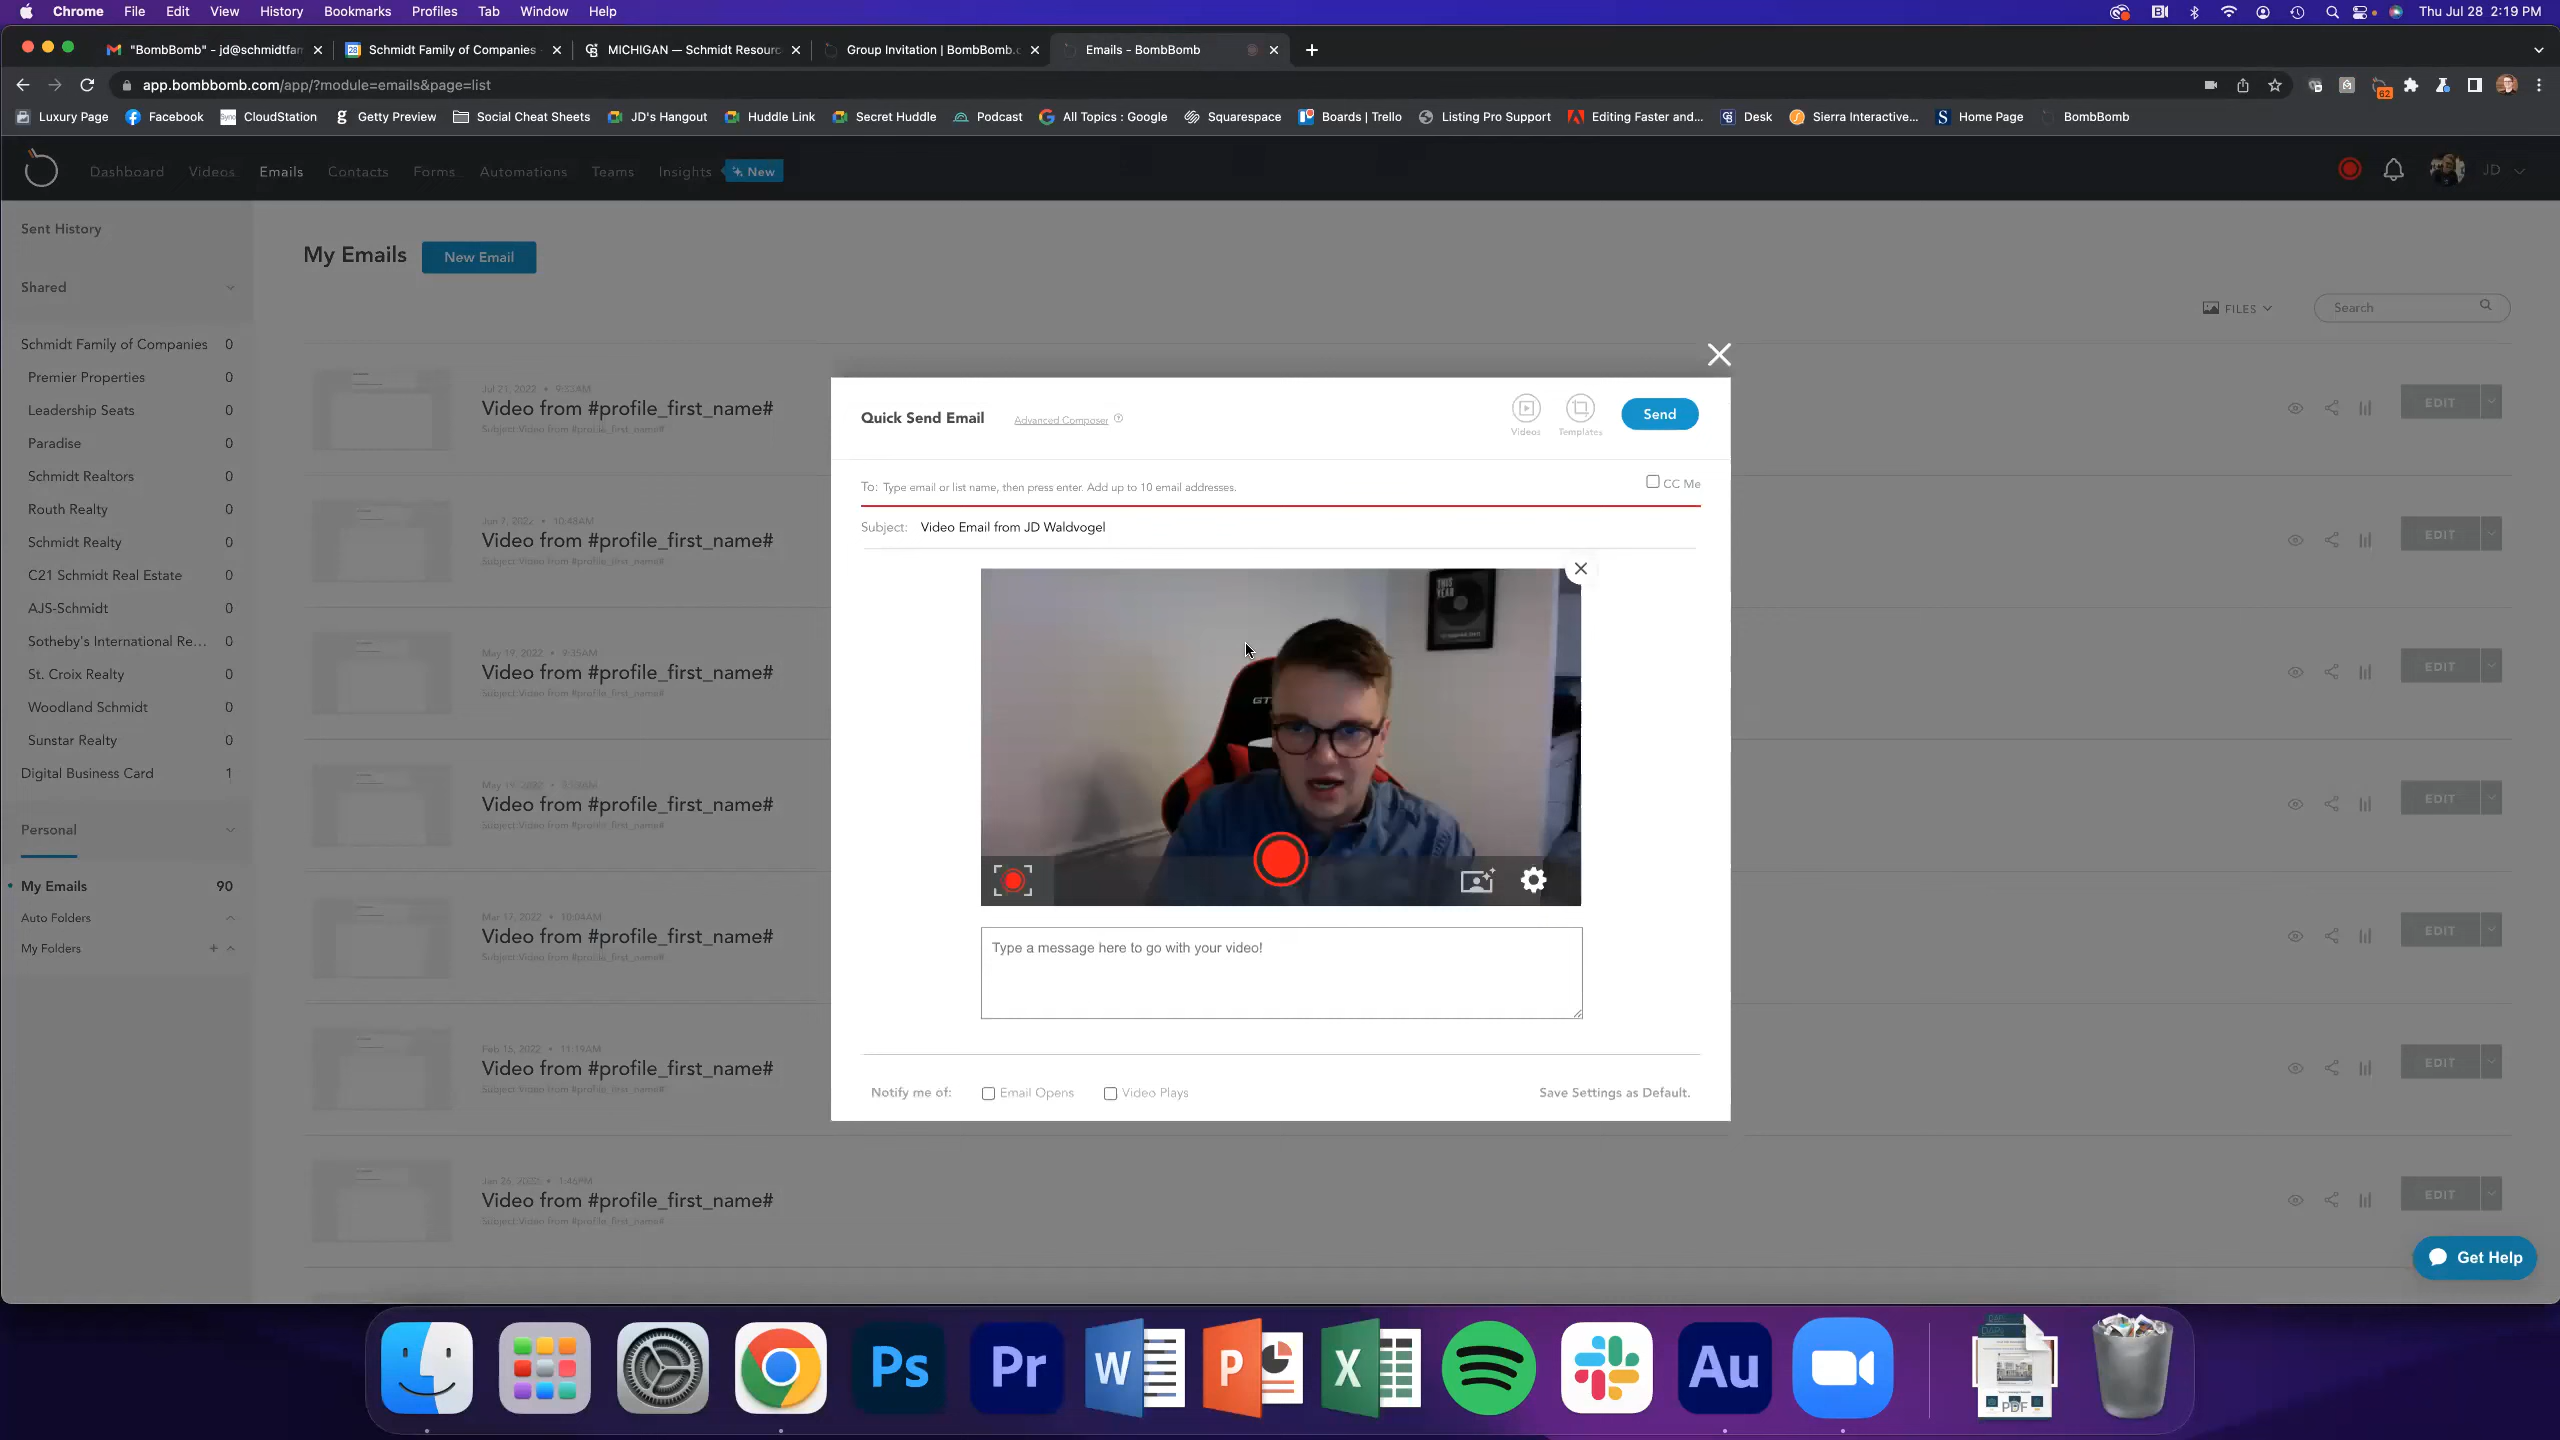 Chrome File Edit View History Bookmarks Profiles Tab Window Help
Thu Jul 28 2:19 PM
"BombBomb" - jd@schmidtfam
28 Schmidt Family of Companies
MICHIGAN — Schmidt Resourc
Group Invitation | BombBomb.c
Emails - BombBomb
app.bombbomb.com/app/?module=emails&page=list
62
Luxury Page Facebook CloudStation Getty Preview Social Cheat Sheets JD's Hangout Huddle Link Secret Huddle Podcast All Topics : Google Squarespace Boards | Trello Listing Pro Support Editing Faster and... Desk Sierra Interactive... Home Page BombBomb
Dashboard Videos Emails Contacts Forms Automations Teams Insights New
JD
Sent History
Shared
Schmidt Family of Companies 0
Premier Properties 0
Leadership Seats 0
Paradise 0
Schmidt Realtors 0
Routh Realty 0
Schmidt Realty 0
C21 Schmidt Real Estate 0
AJS-Schmidt 0
Sotheby's International Re... 0
St. Croix Realty 0
Woodland Schmidt 0
Sunstar Realty 0
Digital Business Card 1
Personal
My Emails 90
Auto Folders
My Folders +
My Emails New Email
FILES
Search
Jul 21, 2022 • 9:33AM
Video from #profile_first_name#
Subject: Video from #profile_first_name#
EDIT
Jun 7, 2022 • 10:48AM
Video from #profile_first_name#
Subject: Video from #profile_first_name#
EDIT
May 19, 2022 • 9:35AM
Video from #profile_first_name#
Subject: Video from #profile_first_name#
EDIT
Video from #profile_first_name#
Subject: Video from #profile_first_name#
EDIT
Mar 17, 2022 • 10:04AM
Video from #profile_first_name#
Subject: Video from #profile_first_name#
EDIT
Feb 15, 2022 • 11:19AM
Video from #profile_first_name#
Subject: Video from #profile_first_name#
EDIT
Jan 26, 2022 • 1:46PM
Video from #profile_first_name#
Subject: Video from #profile_first_name#
EDIT
Quick Send Email Advanced Composer
Videos Templates Send
To: Type email or list name, then press enter. Add up to 10 email addresses.
CC Me
Subject: Video Email from JD Waldvogel
THIS
YEAR
GT
Type a message here to go with your video!
Notify me of: Email Opens Video Plays Save Settings as Default.
Get Help
Ps Pr W P X Au PDF